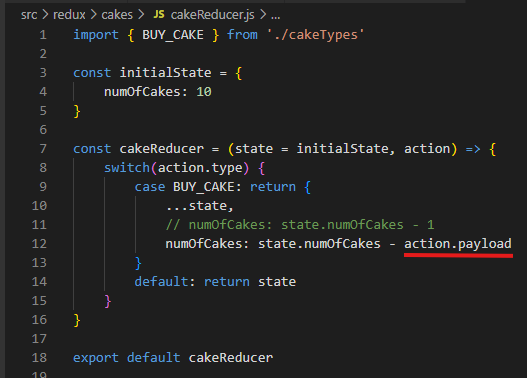 src > redux > cakes > JS cakeReducer.js > ...
1 import { BUY_CAKE } from './cakeTypes'
2
3 const initialState = {
4     numOfCakes: 10
5 }
6
7 const cakeReducer = (state = initialState, action) => {
8     switch(action.type) {
9         case BUY_CAKE: return {
10             ...state,
11             // numOfCakes: state.numOfCakes - 1
12             numOfCakes: state.numOfCakes - action.payload
13         }
14         default: return state
15     }
16 }
17
18 export default cakeReducer
19